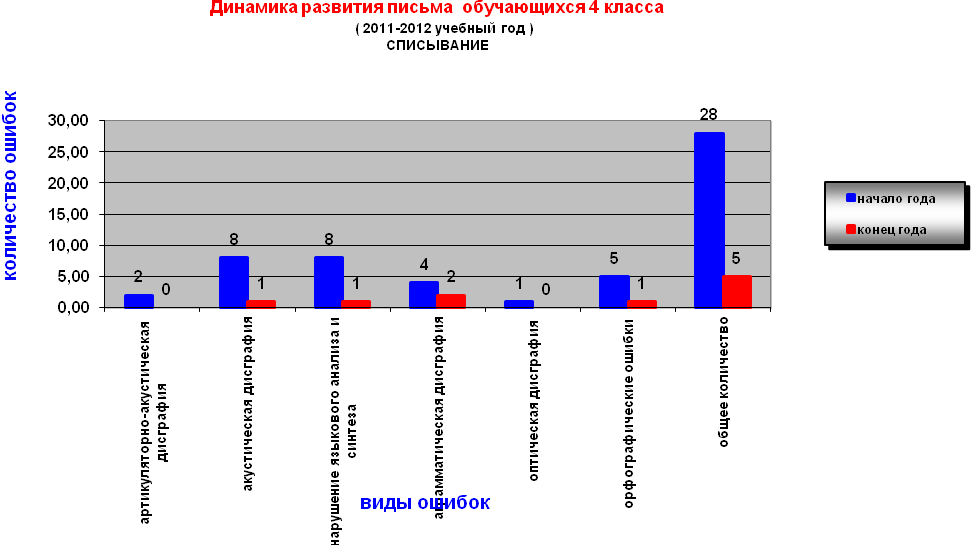 Динамика развития письма обучающихся 4 класса
( 2011-2012 учебный год )
СПИСЫВАНИЕ
количество ошибок
30,00
25,00
20,00
15,00
10,00
5,00
0,00
2
0
8
1
8
1
4
2
1
0
5
1
28
5
начало года
конец года
артикуляторно-акустическая
дисграфия
акустическая дисграфия
нарушение языкового анализа и
синтеза
дисграфия
оптическая дисграфия
орфографические ошибки
общее количество
виды ошибок